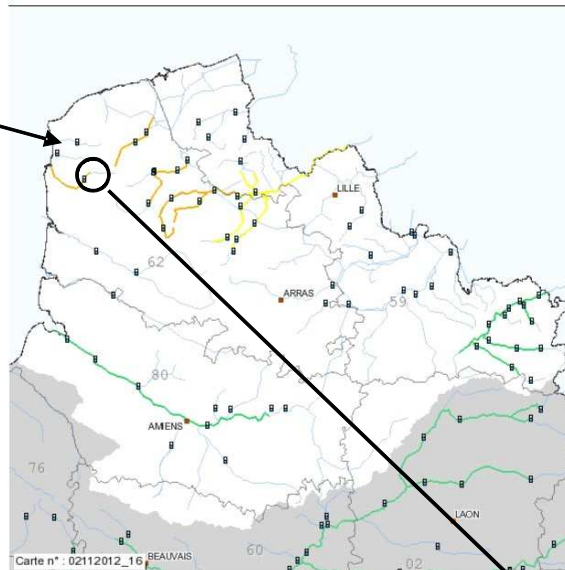 LILLE
62
ARRAS
59
80
AMIENS
76
LAON
Carte n° : 02112012_16
BEAUVAIS
60
02